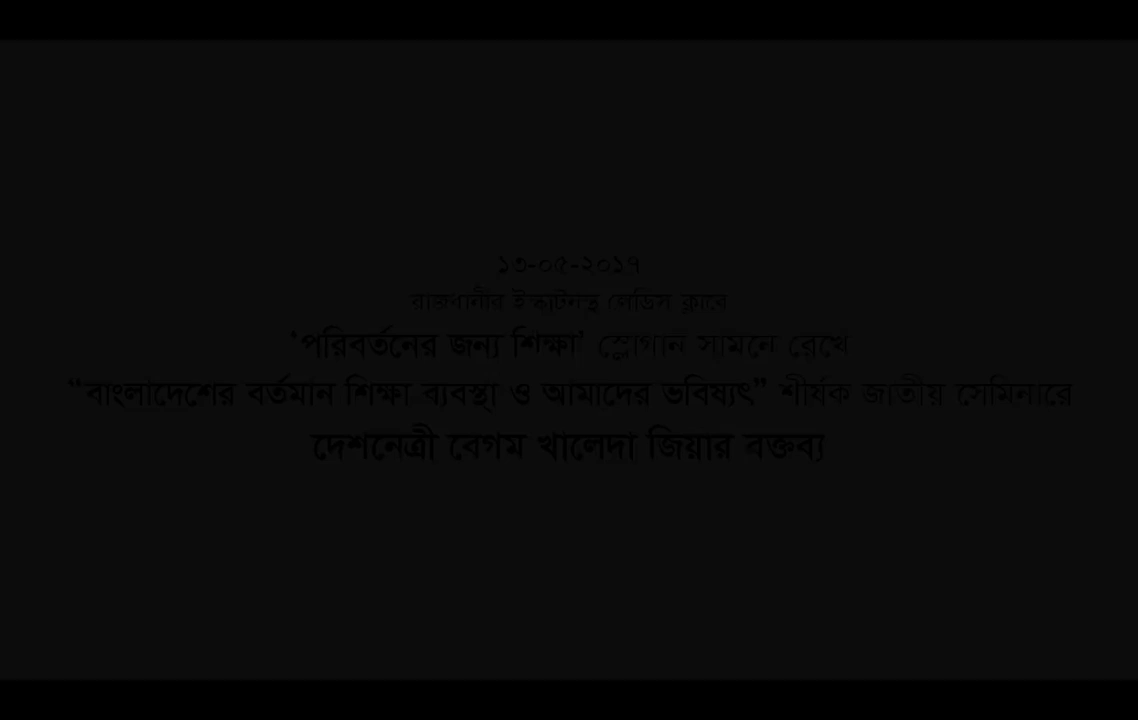 ১৩-০৫-২০১৭
রাজধানীর ইস্কাটনস্থ লেডিস ক্লাবে
‘পরিবর্তনের জন্য শিক্ষা’ স্লোগান সামনে রেখে
“বাংলাদেশের বর্তমান শিক্ষা ব্যবস্থা ও আমাদের ভবিষ্যৎ” শীর্ষক জাতীয় সেমিনারে
দেশনেত্রী বেগম খালেদা জিয়ার বক্তব্য